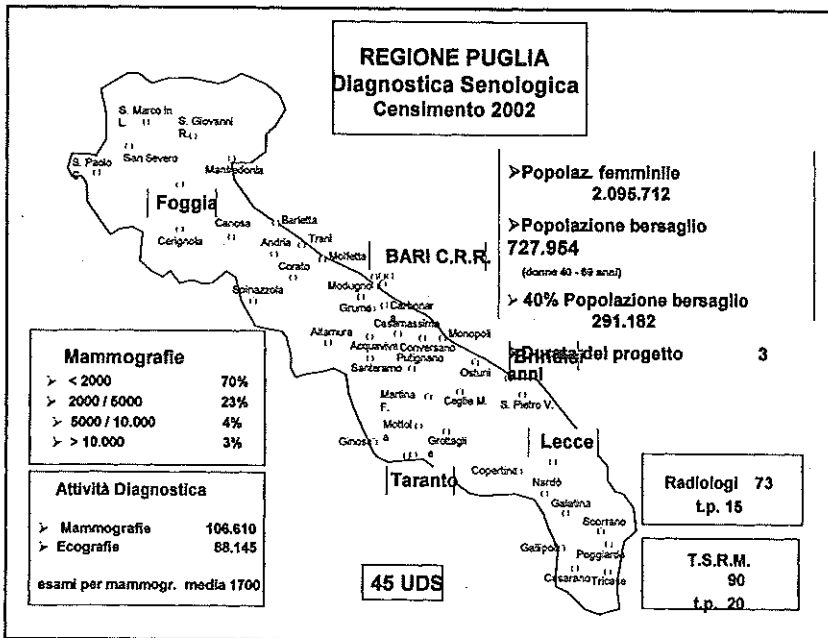 REGIONE PUGLIA
Diagnostica Senologica
Censimento 2002
S. Marco in
L.
S. Giovanni
R.
San Severo
S. Paolo
C
Manfredonia
Foggia
Cerignola
Canosa
Barletta
Andria
Trani
Corato
Molfetta
Spinazzola
BARI C.R.R.
Modugno
Grumo
Carbonar
a
Casamassima
Altamura
Acquaviva
Conversano
Monopoli
Putignano
Santeramo
Ostuni
Martina
F.
Ceglie M.
S. Pietro V.
Mottol
a
Ginosa
Grottagli
e
Taranto
Brindisi
Lecce
Copertino
Nardò
Galatina
Scorrano
Gallipoli
Poggiardo
Casarano
Tricase
➢Popolaz. femminile
2.095.712
➢Popolazione bersaglio
727.954
(donne 40 - 69 anni)
➢ 40% Popolazione bersaglio
291.182
➢Durata del progetto 3
anni
Mammografie
➢ < 2000 70%
➢ 2000 / 5000 23%
➢ 5000 / 10.000 4%
➢ > 10.000 3%
Attività Diagnostica
➢ Mammografie 106.610
➢ Ecografie 88.145
esami per mammogr. media 1700
45 UDS
Radiologi 73
t.p. 15
T.S.R.M.
90
t.p. 20